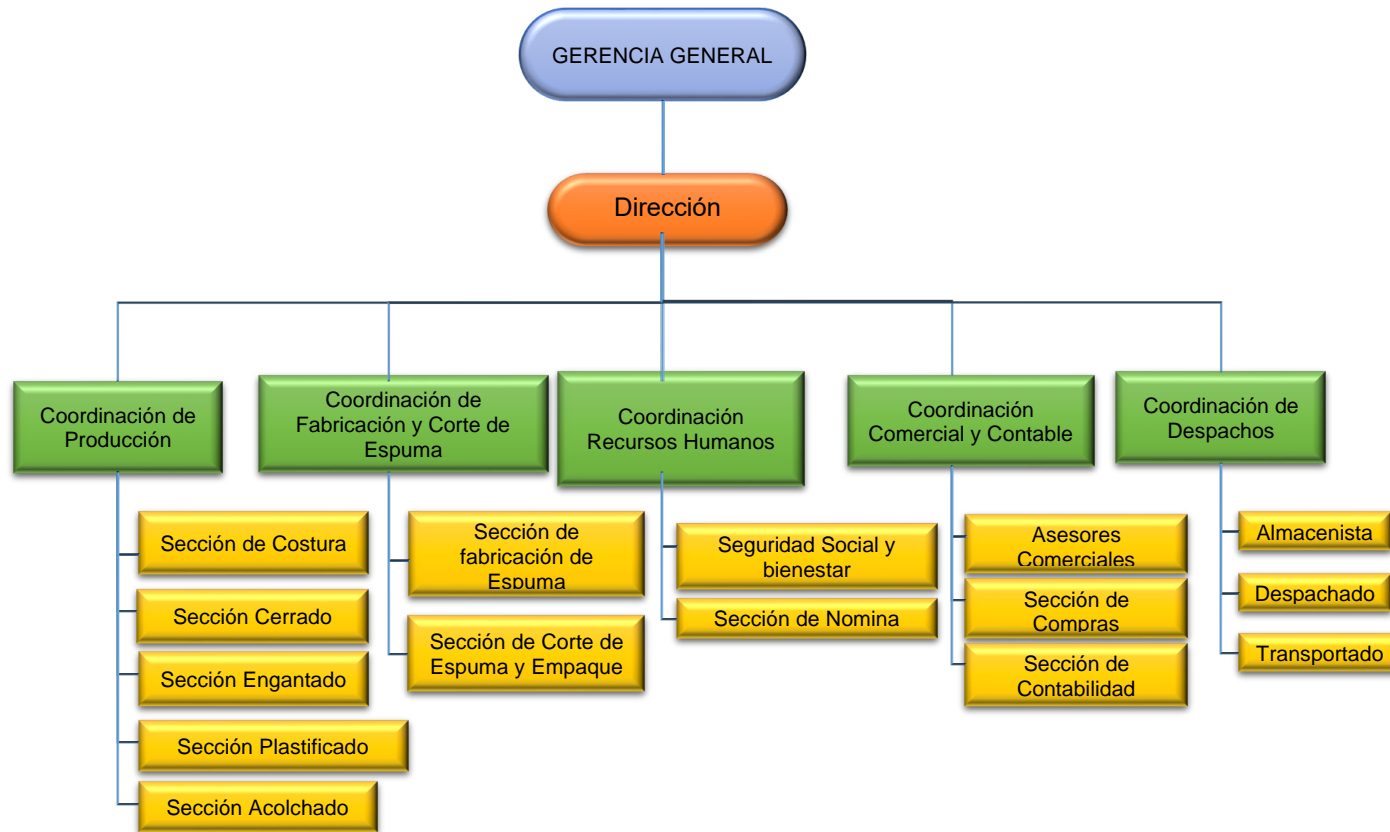 GERENCIA GENERAL
Dirección
Coordinación de
Producción
Sección de Costura
Sección Cerrado
Sección Engantado
Sección Plastificado
Sección Acolchado
Coordinación de
Fabricación y Corte de
Espuma
Sección de
fabricación de
Espuma
Sección de Corte de
Espuma y Empaque
Coordinación
Recursos Humanos
Seguridad Social y
bienestar
Sección de Nomina
Coordinación
Comercial y Contable
Asesores
Comerciales
Sección de
Compras
Sección de
Contabilidad
Coordinación de
Despachos
Almacenista
Despachado
Transportado